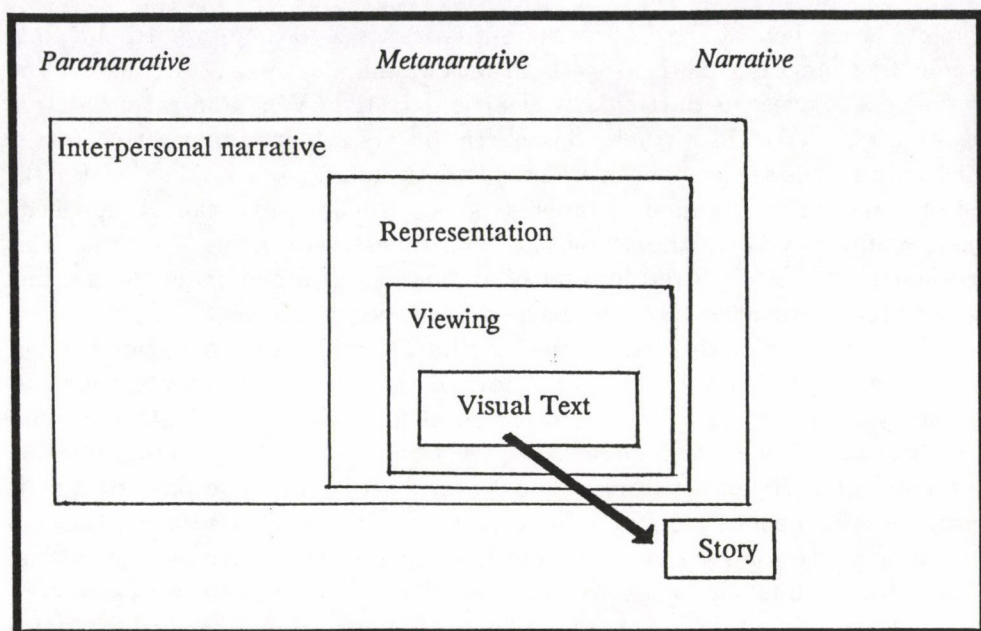 Paranarrative Metanarrative Narrative
Interpersonal narrative
Representation
Viewing
Visual Text
Story